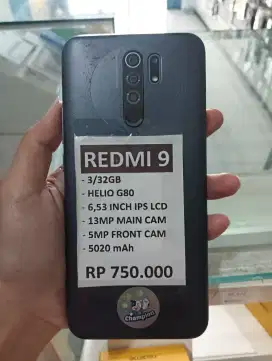 REDMI 9
- 3/32GB
- HELIO G80
- 6,53 INCH IPS LCD
- 13MP MAIN CAM
- 5MP FRONT CAM
- 5020 mAh
RP 750.000
Champion